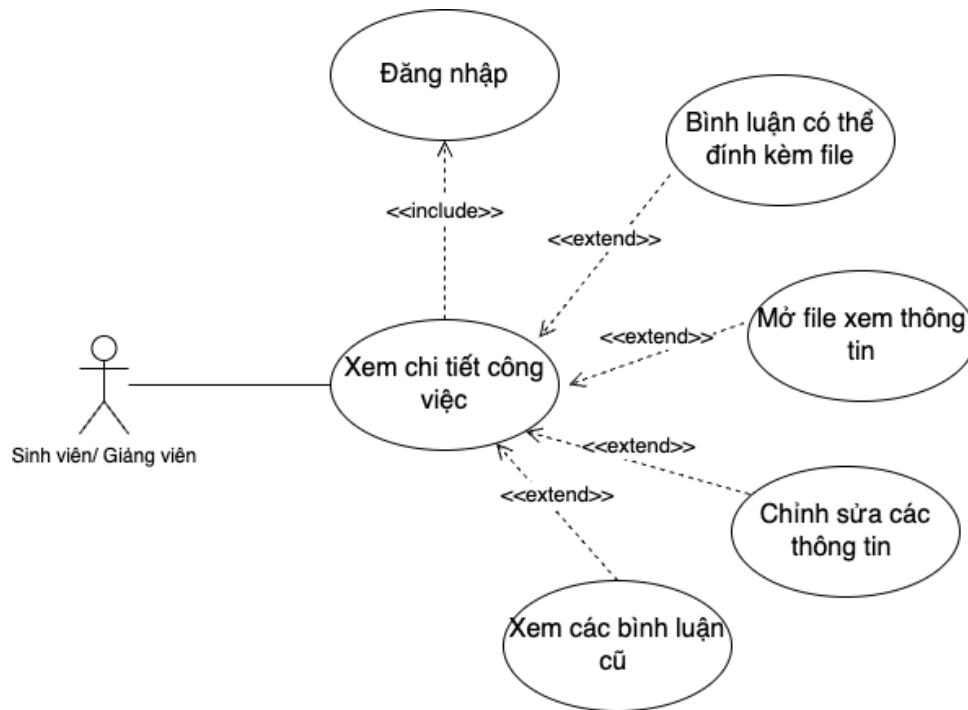 Đăng nhập
Bình luận có thể
đính kèm file
<<include>>
<<extend>>
Mở file xem thông
tin
<<extend>>
Xem chi tiết công
việc
Sinh viên/ Giảng viên
<<extend>>
<<extend>>
Chỉnh sửa các
thông tin
Xem các bình luận
cũ